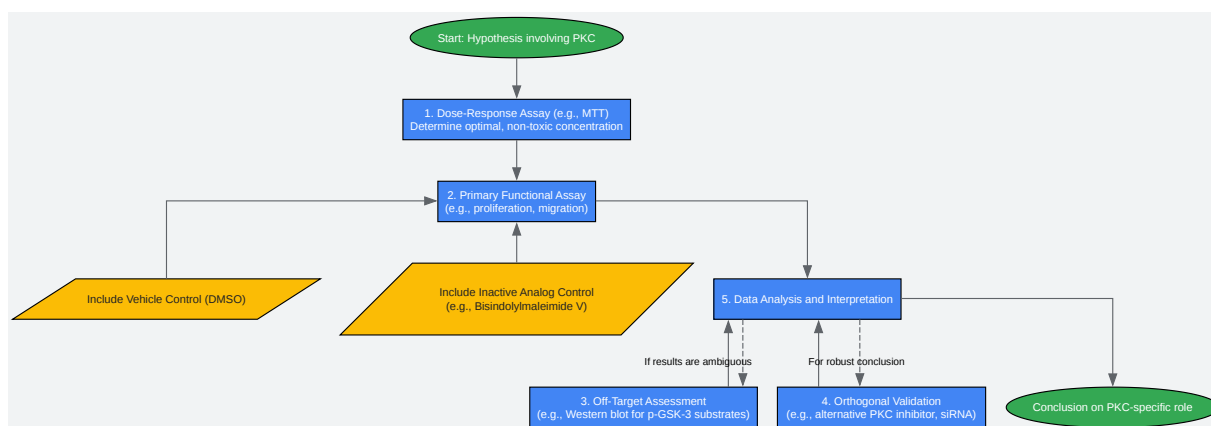 Start: Hypothesis involving PKC
1. Dose-Response Assay (e.g., MTT)
Determine optimal, non-toxic concentration
2. Primary Functional Assay
(e.g., proliferation, migration)
Include Vehicle Control (DMSO)
Include Inactive Analog Control
(e.g., Bisindolylmaleimide V)
5. Data Analysis and Interpretation
If results are ambiguous
For robust conclusion
3. Off-Target Assessment
(e.g., Western blot for p-GSK-3 substrates)
4. Orthogonal Validation
(e.g., alternative PKC inhibitor, siRNA)
Conclusion on PKC-specific role